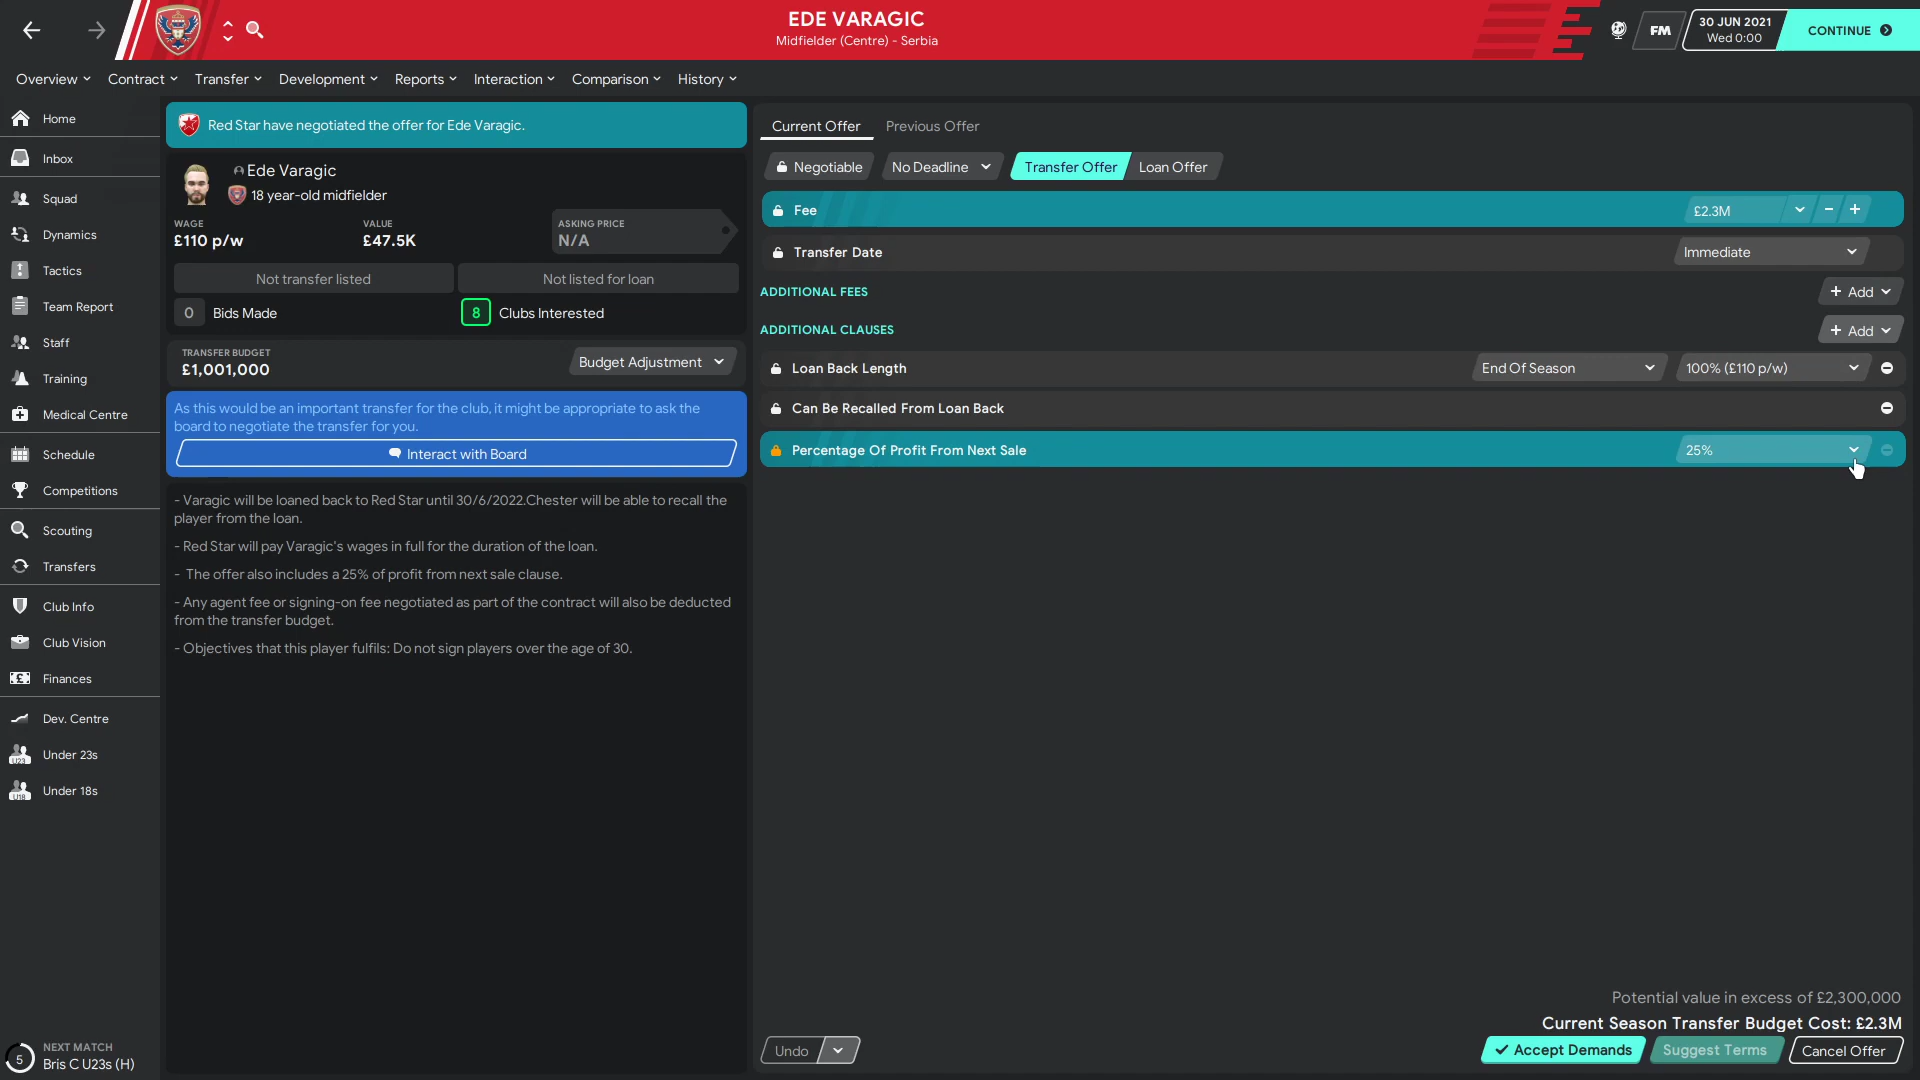 EDE VARAGIC
Midfielder (Centre) - Serbia
FM
30 JUN 2021
Wed 0:00
CONTINUE
Overview
Contract
Transfer
Development
Reports
Interaction
Comparison
History
Home
Inbox
Squad
Dynamics
Tactics
Team Report
Staff
Training
Medical Centre
Schedule
Competitions
Scouting
Transfers
Club Info
Club Vision
Finances
Dev. Centre
U23
Under 23s
U18
Under 18s
5
NEXT MATCH
Bris C U23s (H)
Red Star have negotiated the offer for Ede Varagic.
Ede Varagic
18 year-old midfielder
WAGE
£110 p/w
VALUE
£47.5K
ASKING PRICE
N/A
Not transfer listed
Not listed for loan
0 Bids Made
8 Clubs Interested
TRANSFER BUDGET
£1,001,000
Budget Adjustment
As this would be an important transfer for the club, it might be appropriate to ask the
board to negotiate the transfer for you.
Interact with Board
- Varagic will be loaned back to Red Star until 30/6/2022.Chester will be able to recall the
player from the loan.
- Red Star will pay Varagic's wages in full for the duration of the loan.
- The offer also includes a 25% of profit from next sale clause.
- Any agent fee or signing-on fee negotiated as part of the contract will also be deducted
from the transfer budget.
- Objectives that this player fulfils: Do not sign players over the age of 30.
Current Offer
Previous Offer
Negotiable
No Deadline
Transfer Offer
Loan Offer
Fee
£2.3M
- +
Transfer Date
Immediate
ADDITIONAL FEES
+ Add
ADDITIONAL CLAUSES
+ Add
Loan Back Length
End Of Season
100% (£110 p/w)
Can Be Recalled From Loan Back
Percentage Of Profit From Next Sale
25%
Potential value in excess of £2,300,000
Current Season Transfer Budget Cost: £2.3M
Undo
Accept Demands
Suggest Terms
Cancel Offer